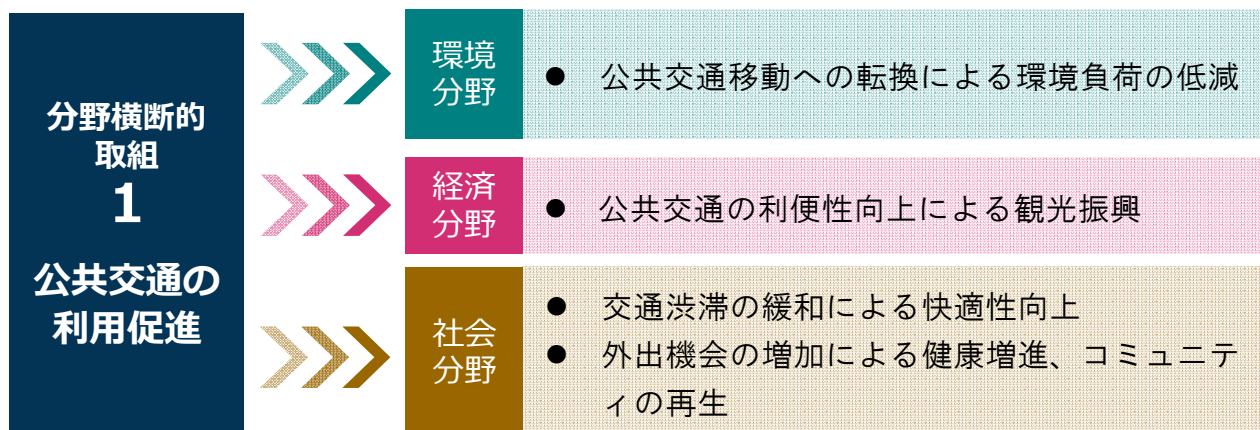 分野横断的
取組
1
公共交通の
利用促進
環境
分野
● 公共交通移動への転換による環境負荷の低減
経済
分野
● 公共交通の利便性向上による観光振興
社会
分野
● 交通渋滞の緩和による快適性向上
● 外出機会の増加による健康増進、コミュニテ
ィの再生